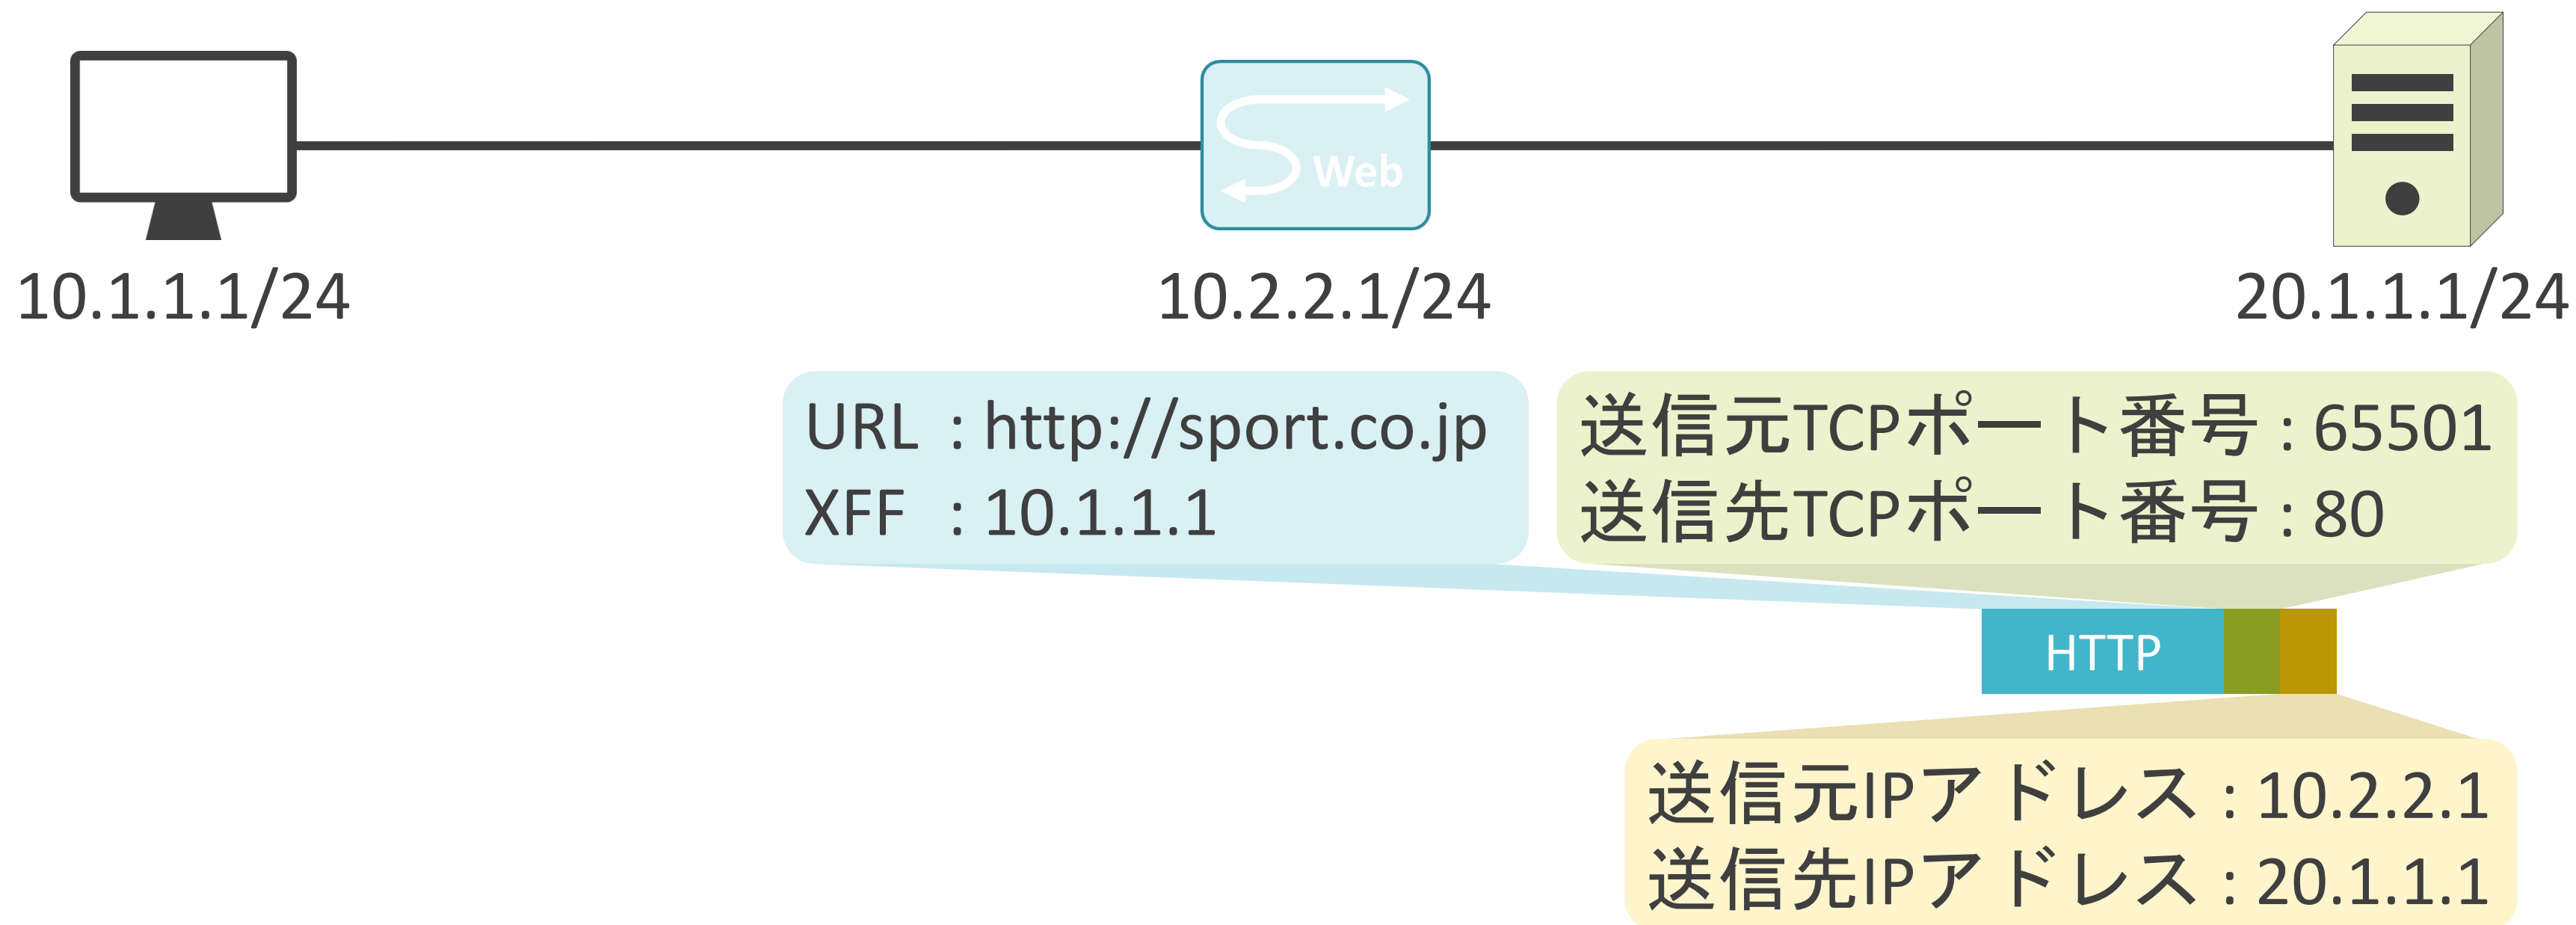 Web
10.1.1.1/24
10.2.2.1/24
20.1.1.1/24
URL : http://sport.co.jp
XFF : 10.1.1.1
送信元TCPポート番号 : 65501
送信先TCPポート番号 : 80
HTTP
送信元IPアドレス : 10.2.2.1
送信先IPアドレス : 20.1.1.1